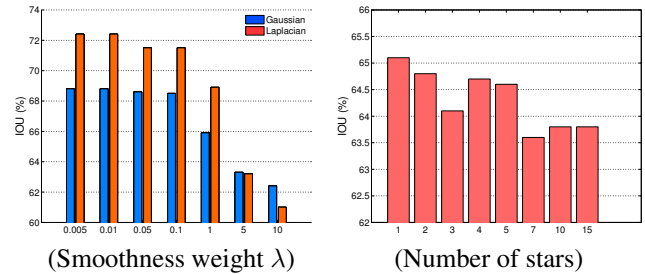 74
72
70
68
66
64
62
60
IOU (%)
Gaussian
Laplacian
0.005 0.01 0.05 0.1 1 5 10
(Smoothness weight λ)
66
65.5
65
64.5
64
63.5
63
62.5
62
IOU (%)
1 2 3 4 5 7 10 15
(Number of stars)